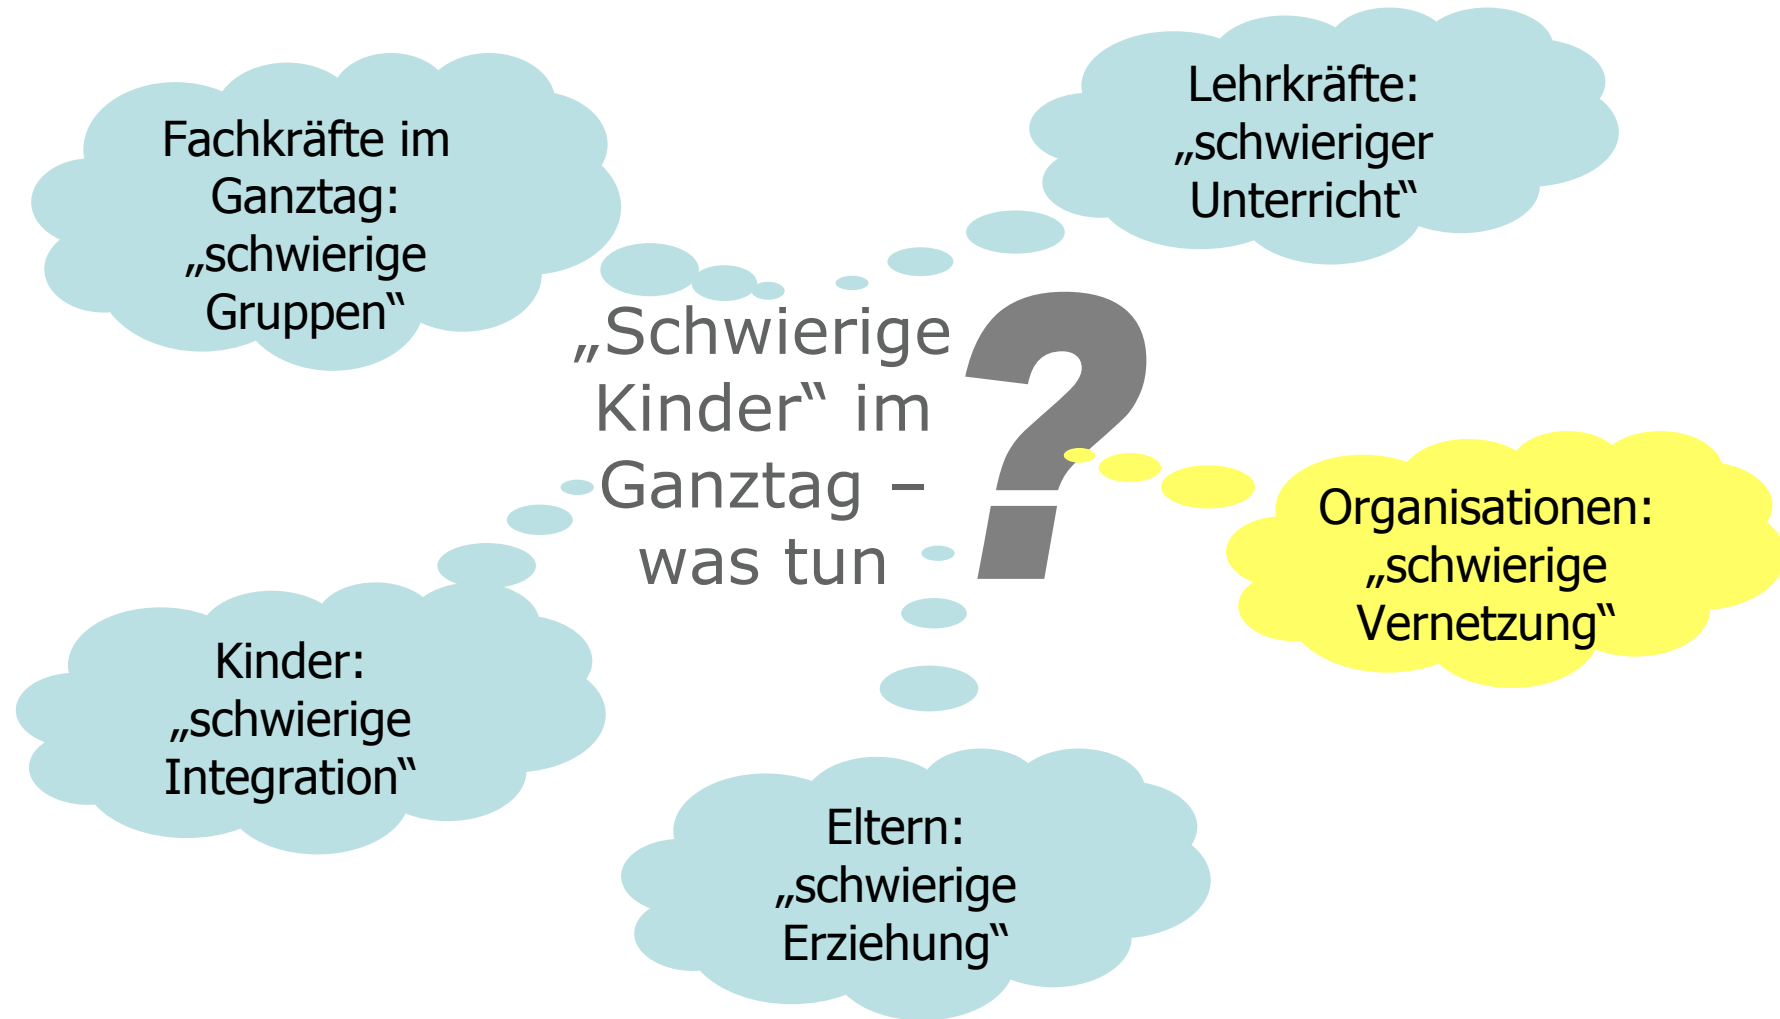 Fachkräfte im
Ganztag:
„schwierige
Gruppen“
Lehrkräfte:
„schwieriger
Unterricht“
„Schwierige
Kinder“ im
Ganztag –
was tun
?
Organisationen:
„schwierige
Vernetzung“
Kinder:
„schwierige
Integration“
Eltern:
„schwierige
Erziehung“